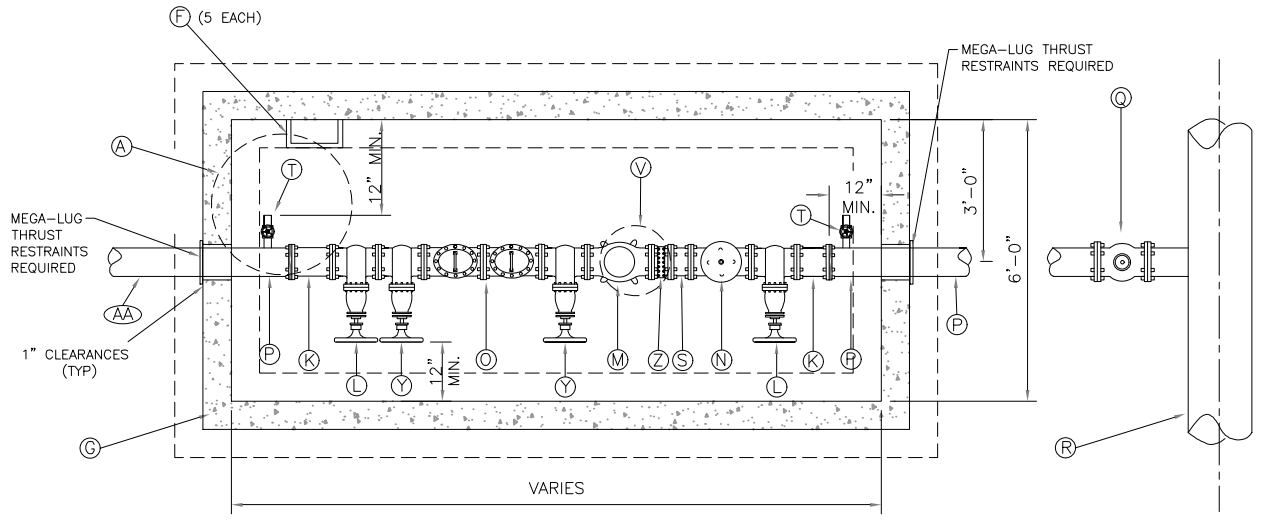 F (5 EACH)
MEGA-LUG THRUST
RESTRAINTS REQUIRED
Q
A
T
12" MIN.
V
12"
MIN.
3'-0"
6'-0"
T
MEGA-LUG
THRUST
RESTRAINTS
REQUIRED
AA
P
1" CLEARANCES
(TYP)
P
K
L
Y
12"
MIN.
O
Y
M
Z
S
N
L
K
P
G
R
VARIES